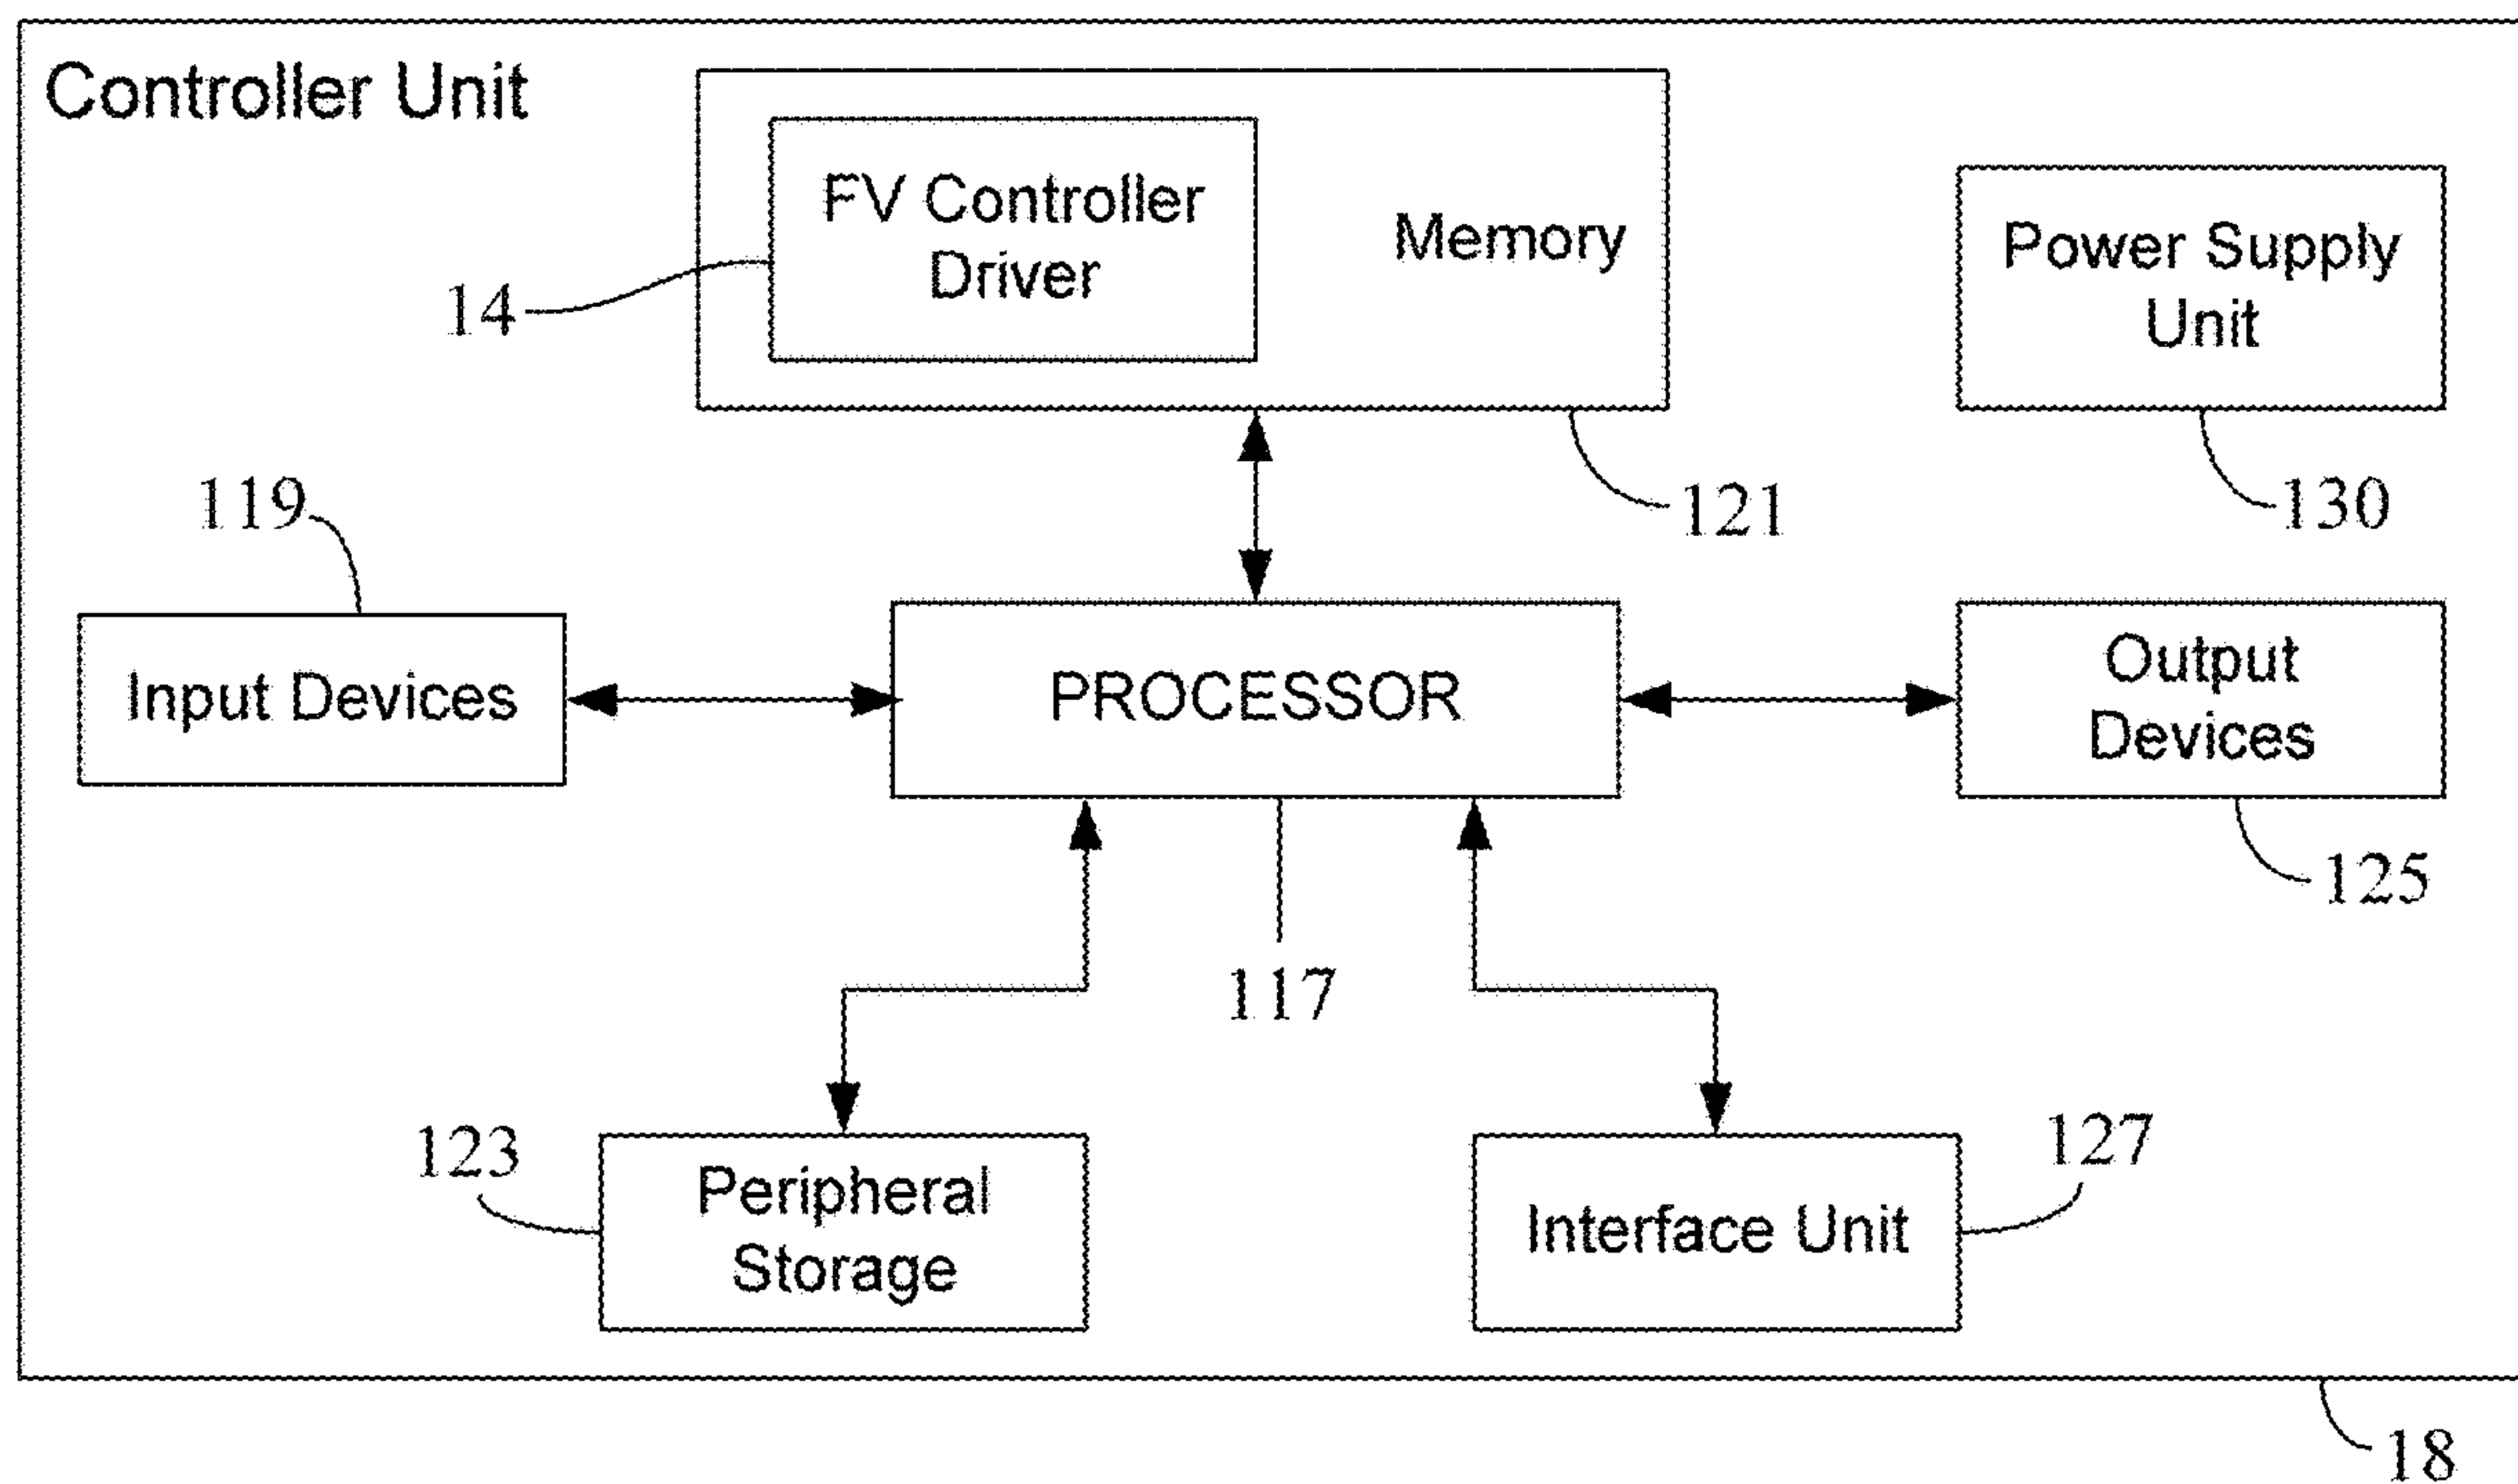 Controller Unit
FV Controller
Driver
Memory
Power Supply
Unit
14
119
121
130
Input Devices
PROCESSOR
Output
Devices
125
117
123
127
Peripheral
Storage
Interface Unit
18